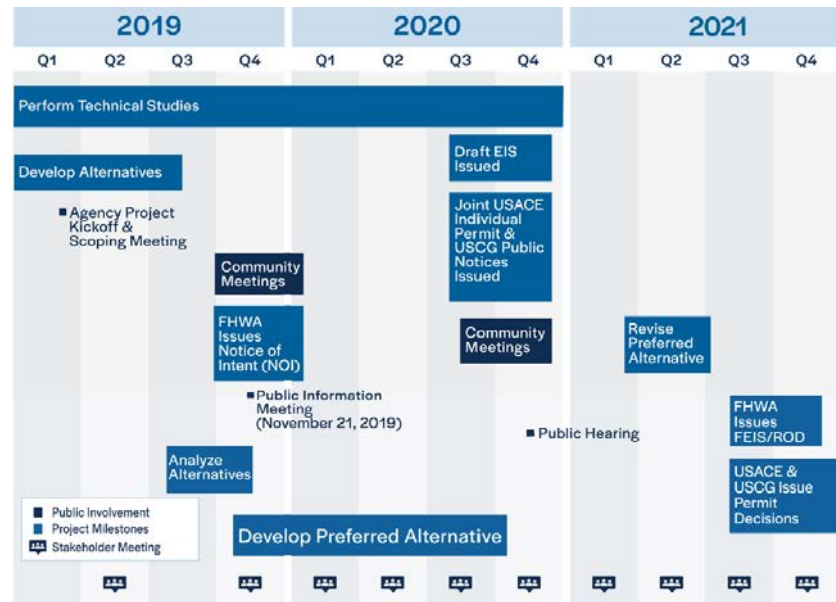 2019
2020
2021
Q1 Q2 Q3 Q4 Q1 Q2 Q3 Q4 Q1 Q2 Q3 Q4
Perform Technical Studies
Draft EIS
Issued
Develop Alternatives
Agency Project
Kickoff &
Scoping Meeting
Joint USACE
Individual
Permit &
USCG Public
Notices
Issued
Community
Meetings
FHWA
Issues
Notice of
Intent (NOI)
Community
Meetings
Revise
Preferred
Alternative
Public Information
Meeting
(November 21, 2019)
Public Hearing
FHWA
Issues
FEIS/ROD
Analyze
Alternatives
USACE &
USCG Issue
Permit
Decisions
Public Involvement
Project Milestones
Stakeholder Meeting
Develop Preferred Alternative